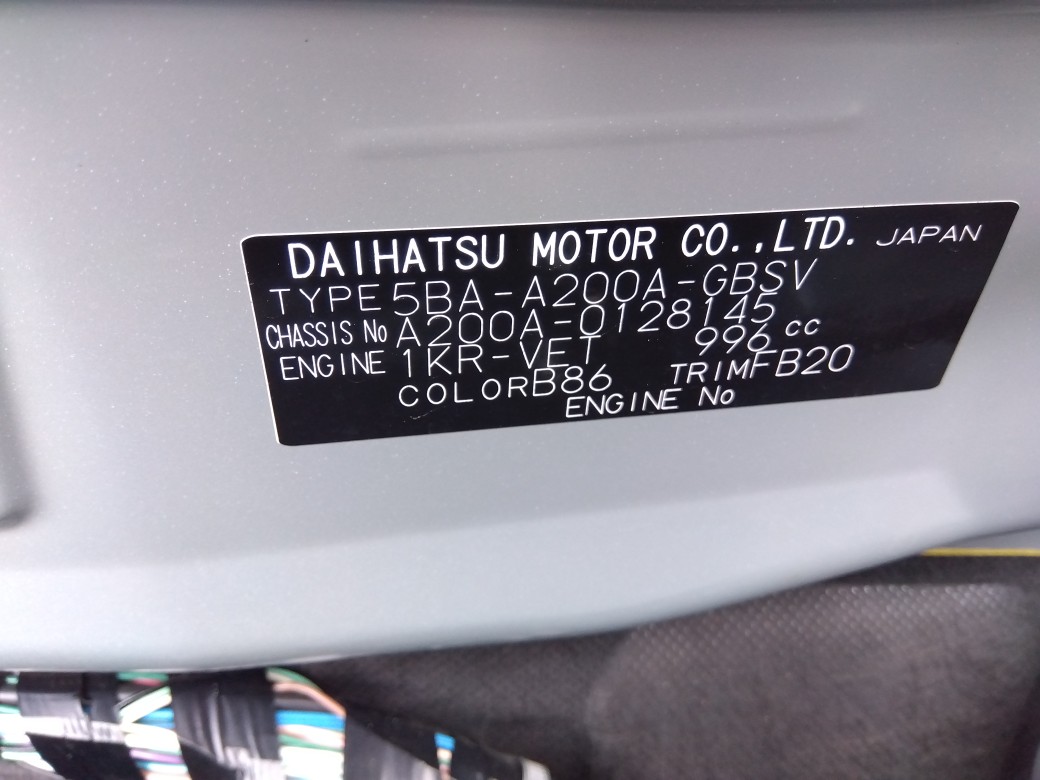 DAIHATSU MOTOR CO.,LTD. JAPAN
TYPE 5BA-A200A-GBSV
CHASSIS No A200A-0128145
ENGINE 1KR-VET 996 cc
COLOR B86 TRIM FB20
ENGINE No